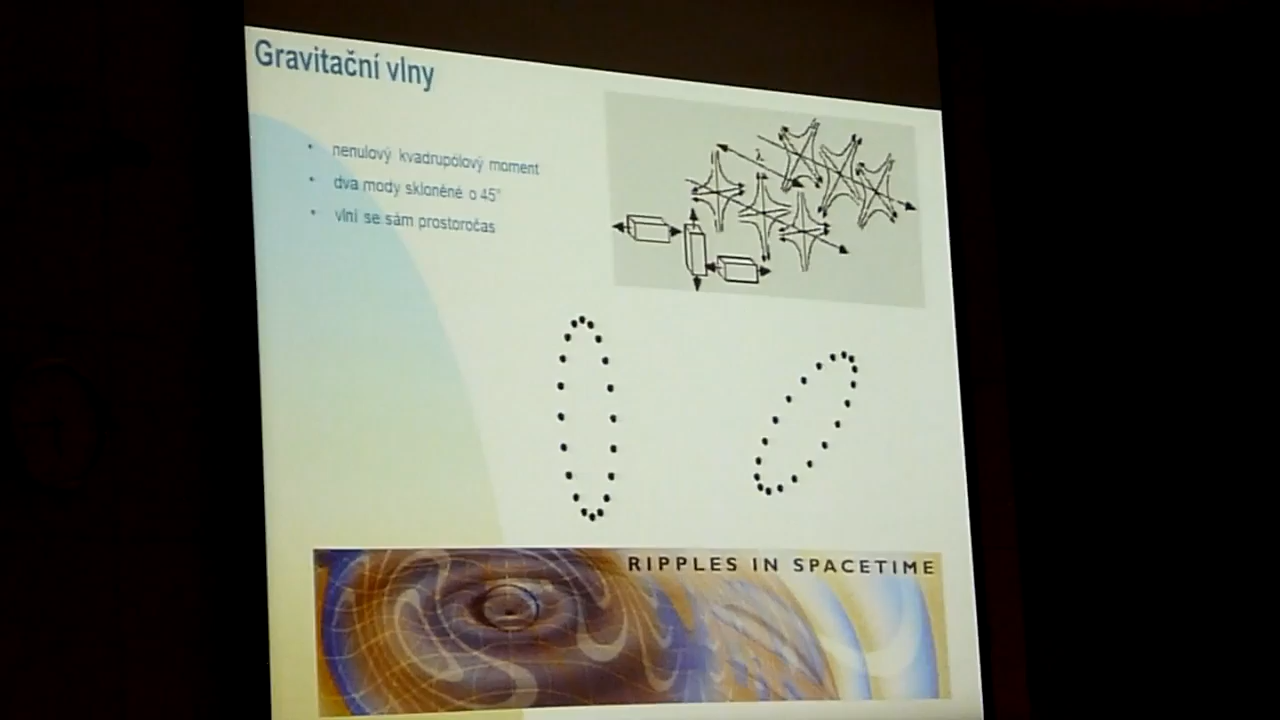 Gravitační vlny
• nenulový kvadrupólový moment
• dva mody skloněné o 45°
• vlní se sám prostoročas
λ
RIPPLES IN SPACETIME